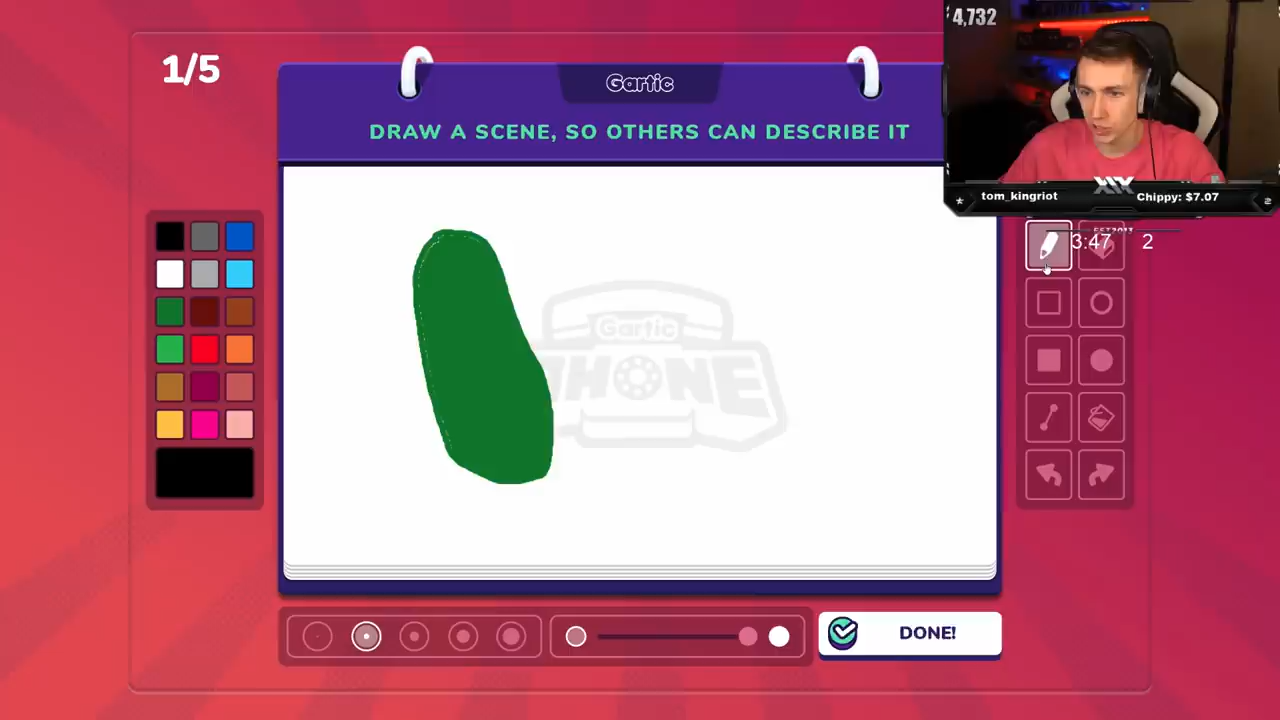 4,732
1/5
Gartic
DRAW A SCENE, SO OTHERS CAN DESCRIBE IT
XIX
tom_kingriot
Chippy: $7.07
3:47 2
Gartic
PHONE
DONE!